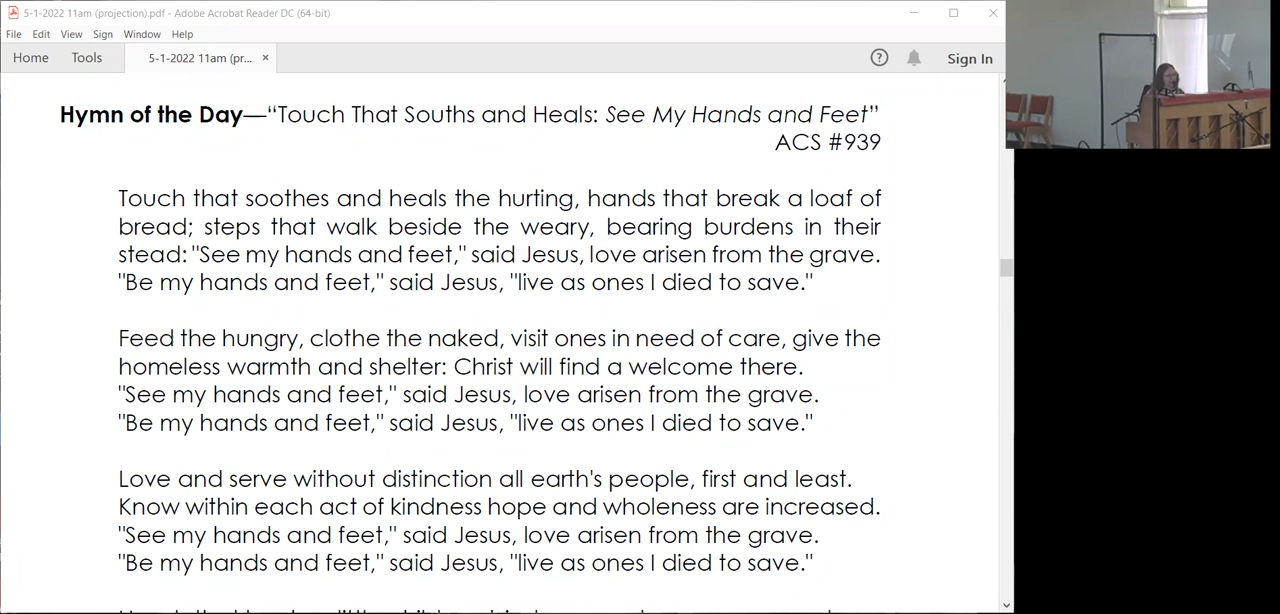 5-1-2022 11am (projection).pdf - Adobe Acrobat Reader DC (64-bit)
File Edit View Sign Window Help
Home Tools 5-1-2022 11am (pr... × Sign In
Hymn of the Day—“Touch That Souths and Heals: See My Hands and Feet”
ACS #939
Touch that soothes and heals the hurting, hands that break a loaf of
bread; steps that walk beside the weary, bearing burdens in their
stead: "See my hands and feet," said Jesus, love arisen from the grave.
"Be my hands and feet," said Jesus, "live as ones I died to save."
Feed the hungry, clothe the naked, visit ones in need of care, give the
homeless warmth and shelter: Christ will find a welcome there.
"See my hands and feet," said Jesus, love arisen from the grave.
"Be my hands and feet," said Jesus, "live as ones I died to save."
Love and serve without distinction all earth's people, first and least.
Know within each act of kindness hope and wholeness are increased.
"See my hands and feet," said Jesus, love arisen from the grave.
"Be my hands and feet," said Jesus, "live as ones I died to save."